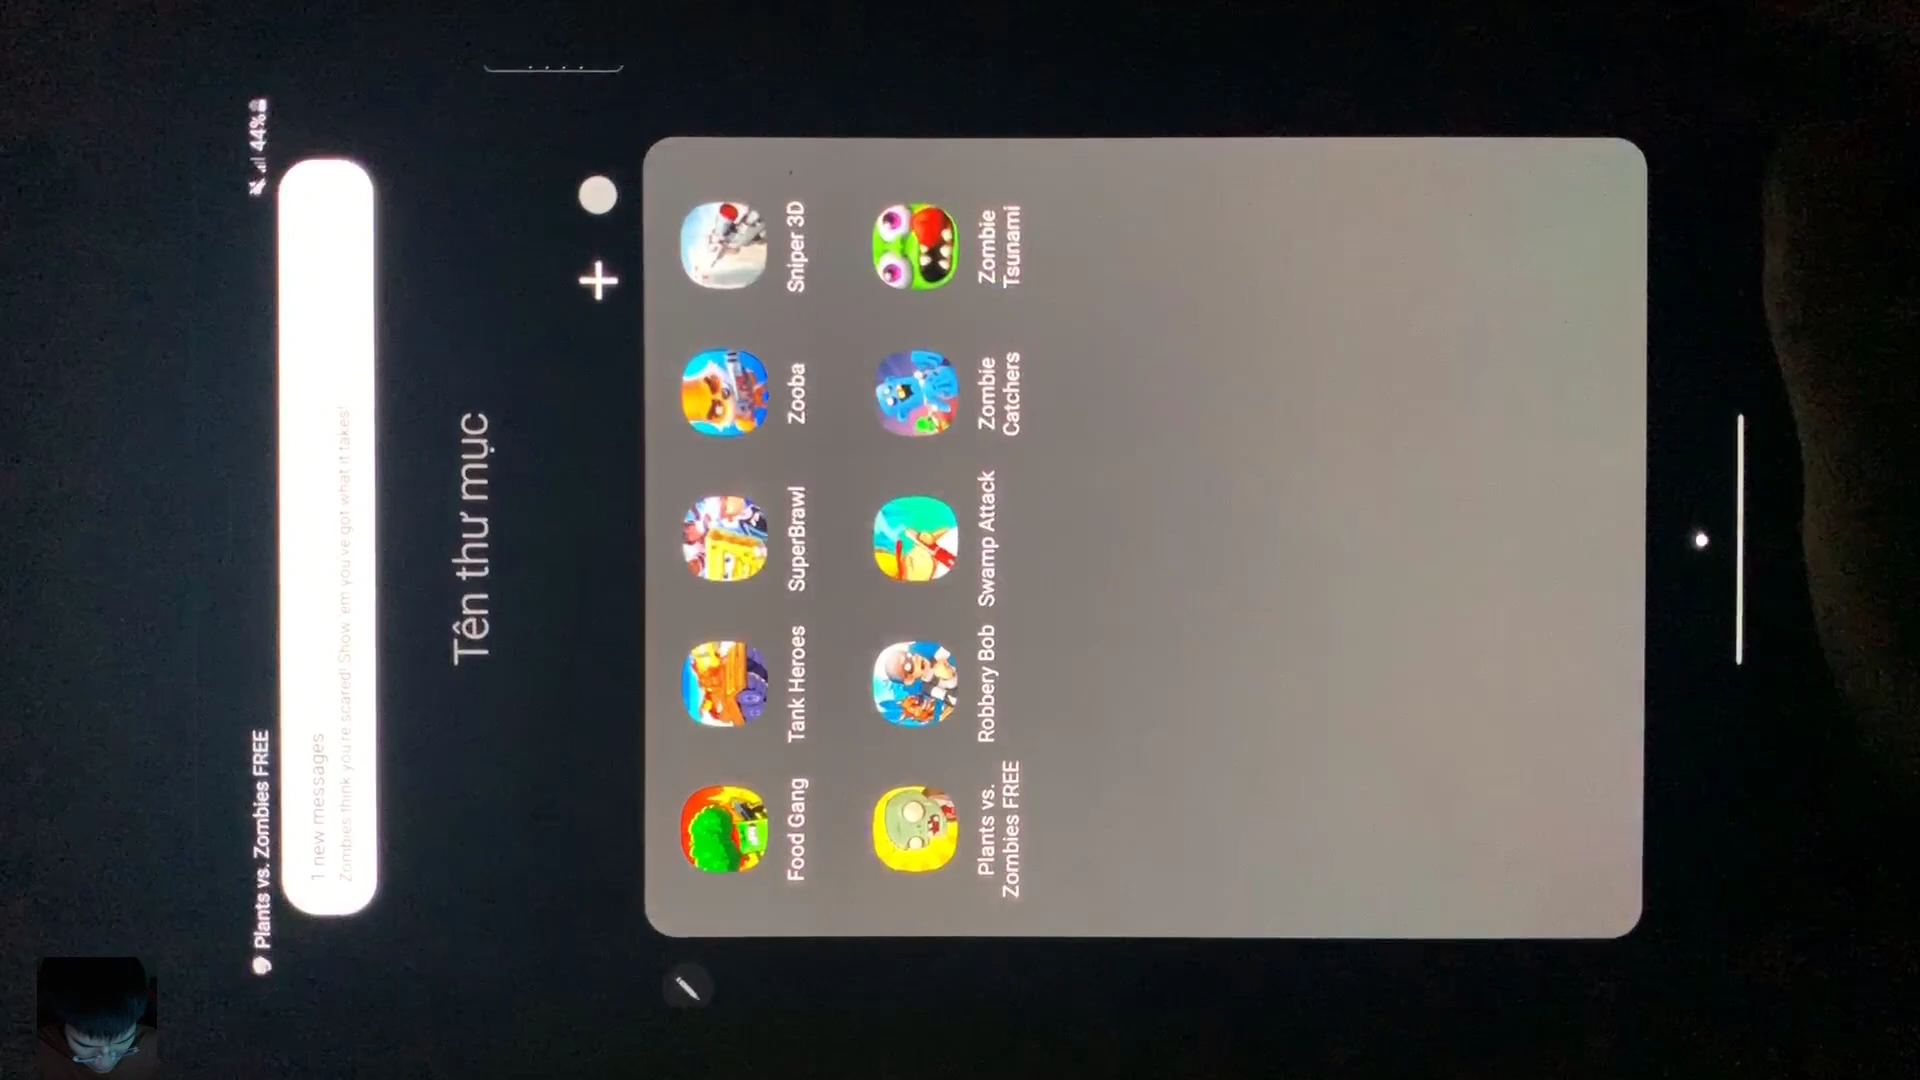 Plants vs. Zombies FREE
44%
1 new messages
Zombies think you're scared! Show 'em you've got what it takes!
Tên thư mục
Food Gang
Tank Heroes
SuperBrawl
Zooba
Sniper 3D
Plants vs.
Zombies FREE
Robbery Bob
Swamp Attack
Zombie
Catchers
Zombie
Tsunami